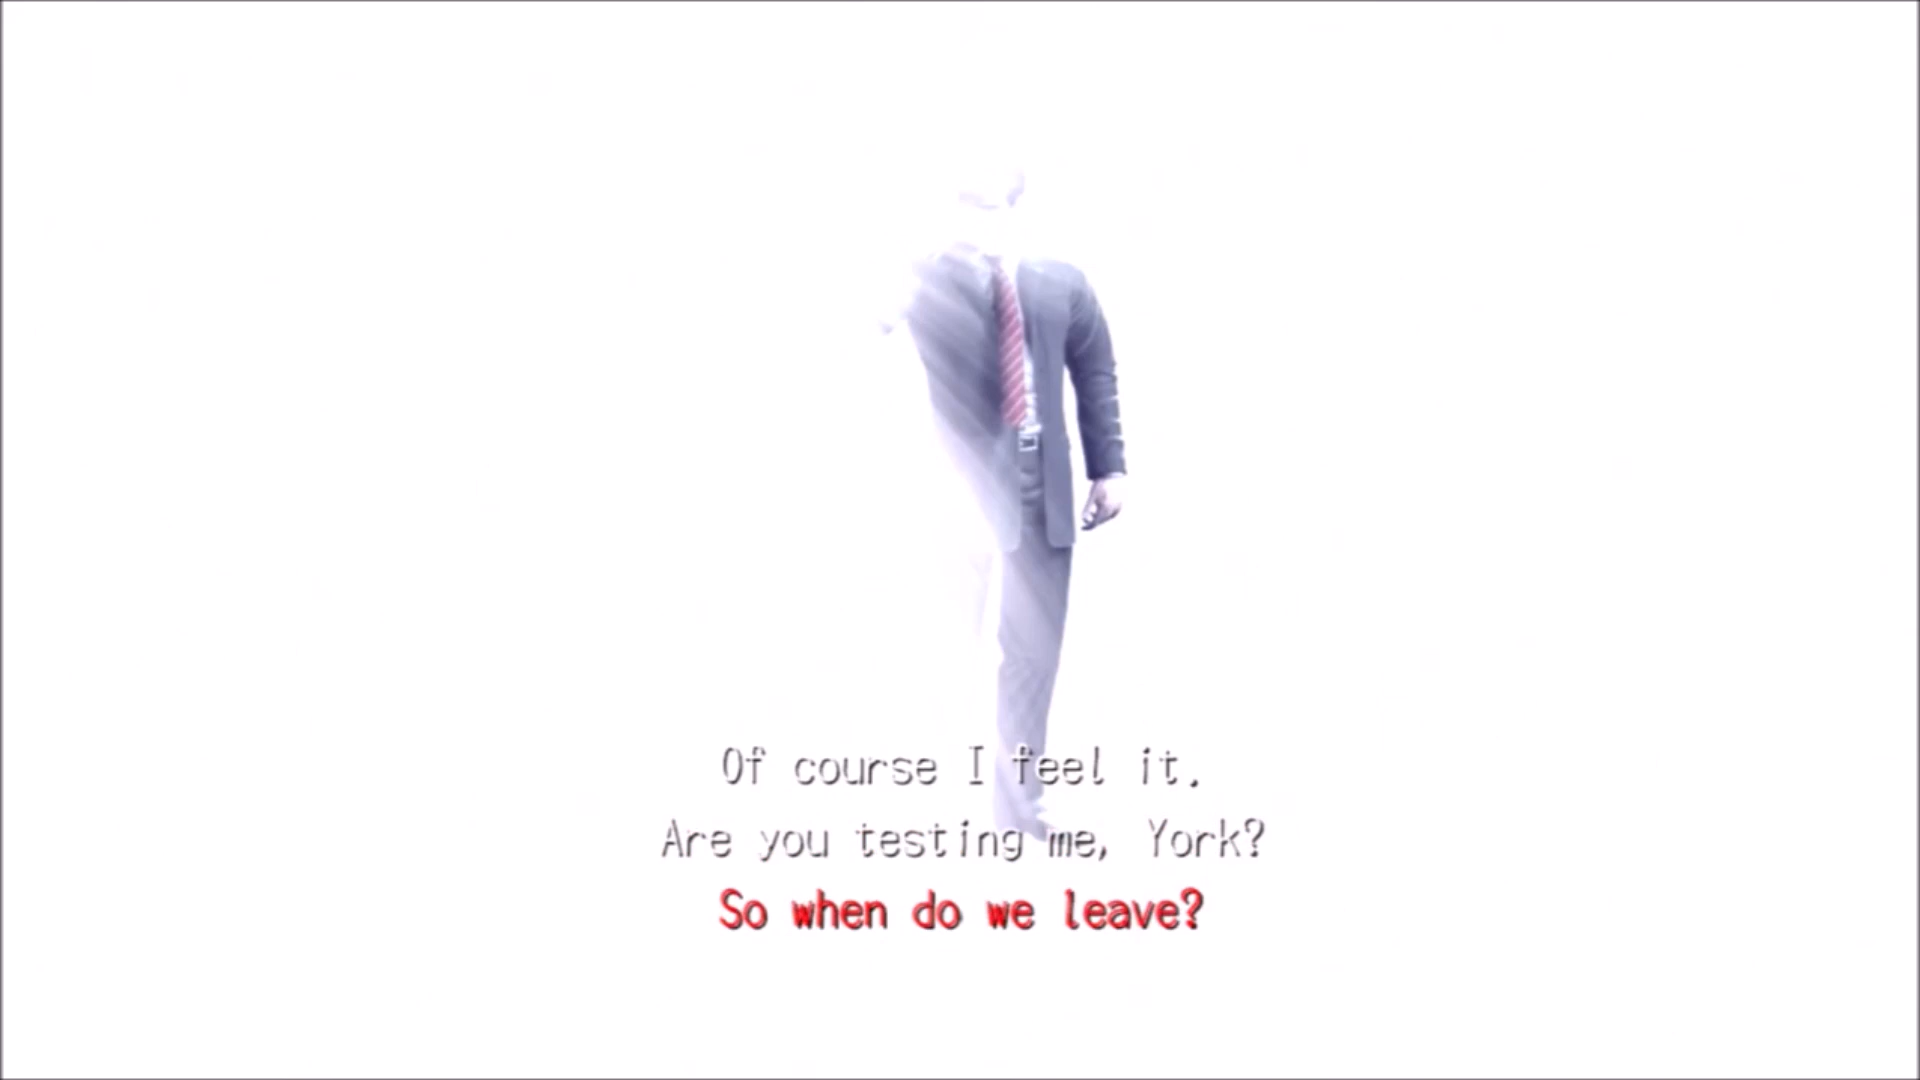 Of course I feel it.
Are you testing me, York?
So when do we leave?